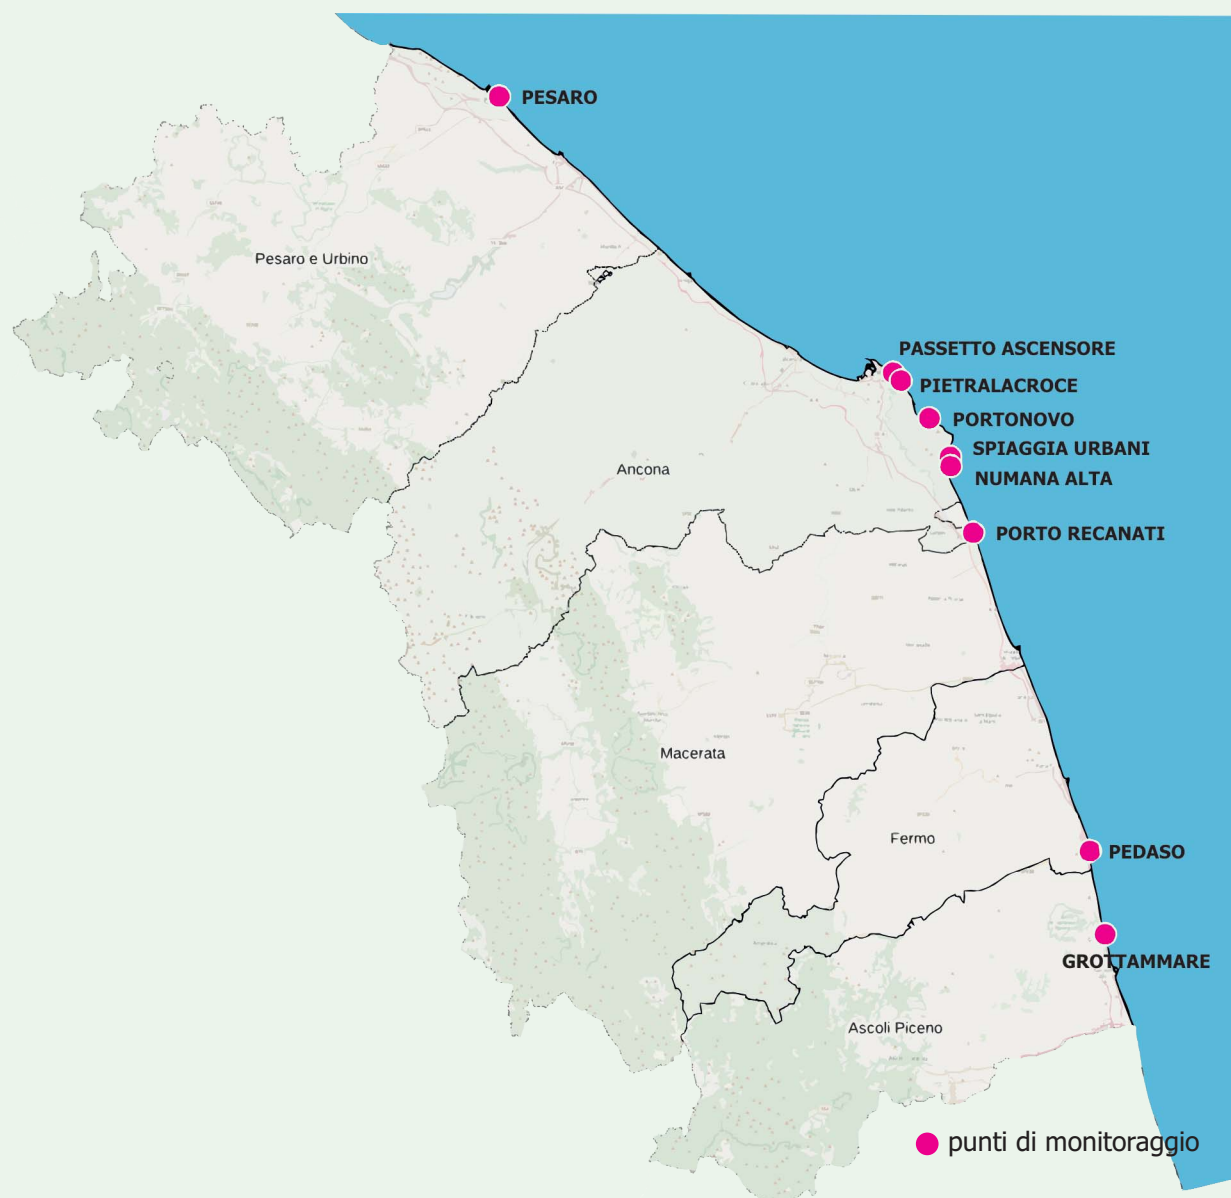 PESARO
Pesaro e Urbino
PASSETTO ASCENSORE
PIETRALACROCE
PORTONOVO
SPIAGGIA URBANI
Ancona
NUMANA ALTA
PORTO RECANATI
Macerata
Fermo
PEDASO
GROTTAMMARE
Ascoli Piceno
punti di monitoraggio